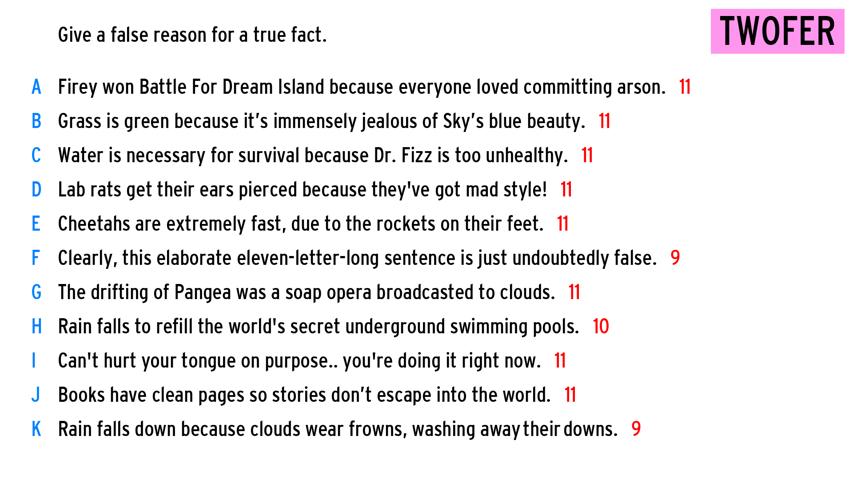 Give a false reason for a true fact.
TWOFER
A Firey won Battle For Dream Island because everyone loved committing arson. 11
B Grass is green because it's immensely jealous of Sky's blue beauty. 11
C Water is necessary for survival because Dr. Fizz is too unhealthy. 11
D Lab rats get their ears pierced because they've got mad style! 11
E Cheetahs are extremely fast, due to the rockets on their feet. 11
F Clearly, this elaborate eleven-letter-long sentence is just undoubtedly false. 9
G The drifting of Pangea was a soap opera broadcasted to clouds. 11
H Rain falls to refill the world's secret underground swimming pools. 10
I Can't hurt your tongue on purpose.. you're doing it right now. 11
J Books have clean pages so stories don't escape into the world. 11
K Rain falls down because clouds wear frowns, washing away their downs. 9